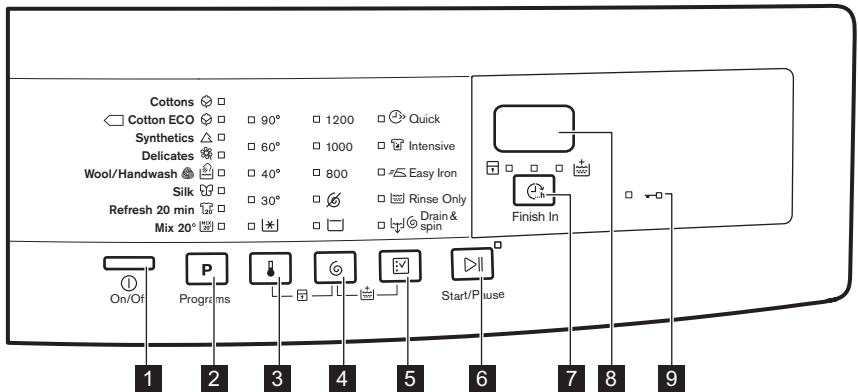 Cottons
Cotton ECO
Synthetics
Delicates
Wool/Handwash
Silk
Refresh 20 min
Mix 20°
90°
60°
40°
30°
1200
1000
800
Quick
Intensive
Easy Iron
Rinse Only
Drain &
spin
Finish In
On/Of
P
Programs
Start/Pause
1 2 3 4 5 6 7 8 9